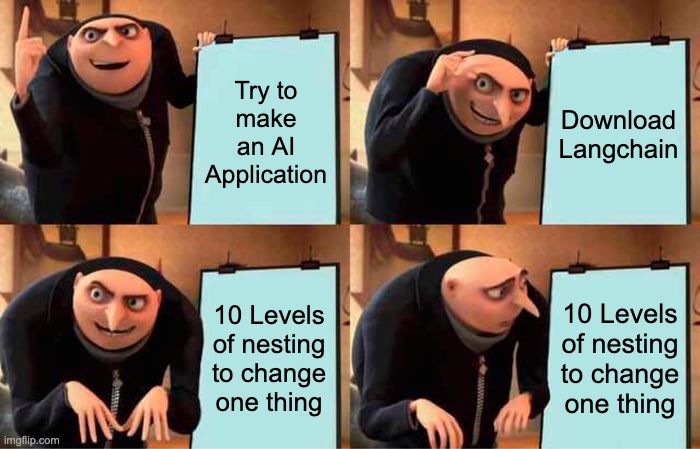 Try to
make
an AI
Application
Download
Langchain
10 Levels
of nesting
to change
one thing
10 Levels
of nesting
to change
one thing
imgflip.com